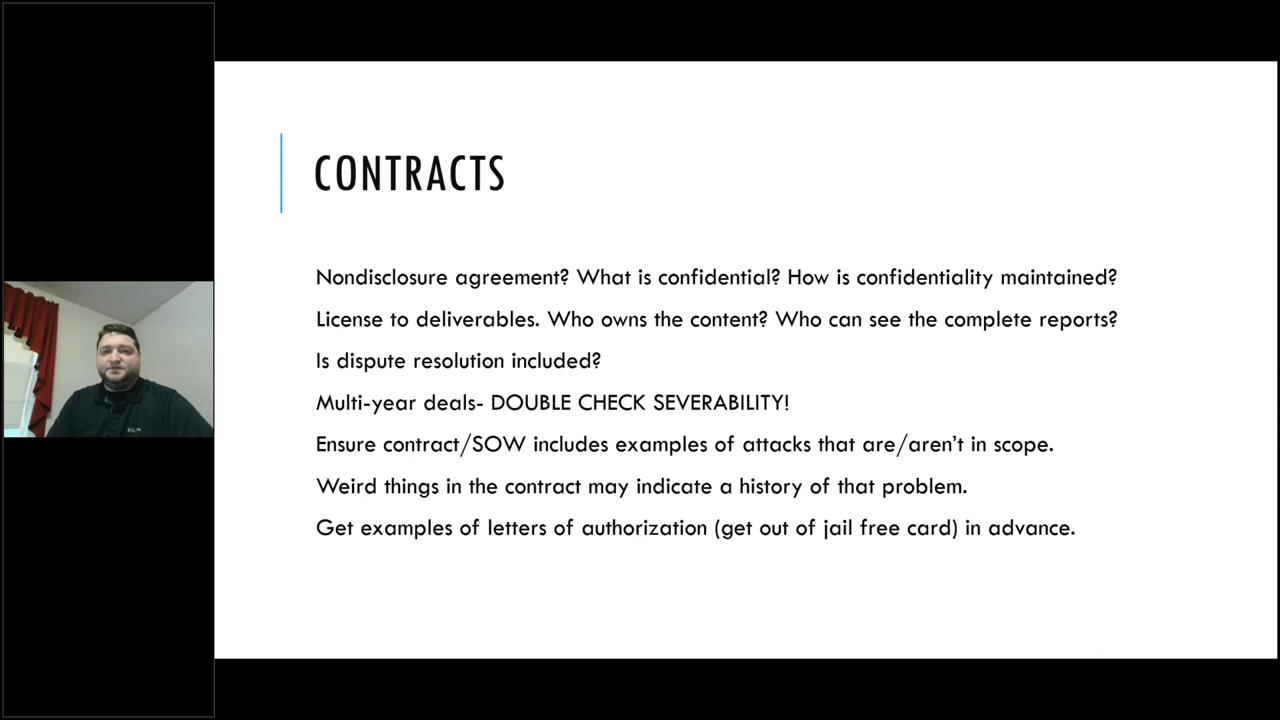 CONTRACTS
Nondisclosure agreement? What is confidential? How is confidentiality maintained?
License to deliverables. Who owns the content? Who can see the complete reports?
Is dispute resolution included?
Multi-year deals- DOUBLE CHECK SEVERABILITY!
Ensure contract/SOW includes examples of attacks that are/aren’t in scope.
Weird things in the contract may indicate a history of that problem.
Get examples of letters of authorization (get out of jail free card) in advance.